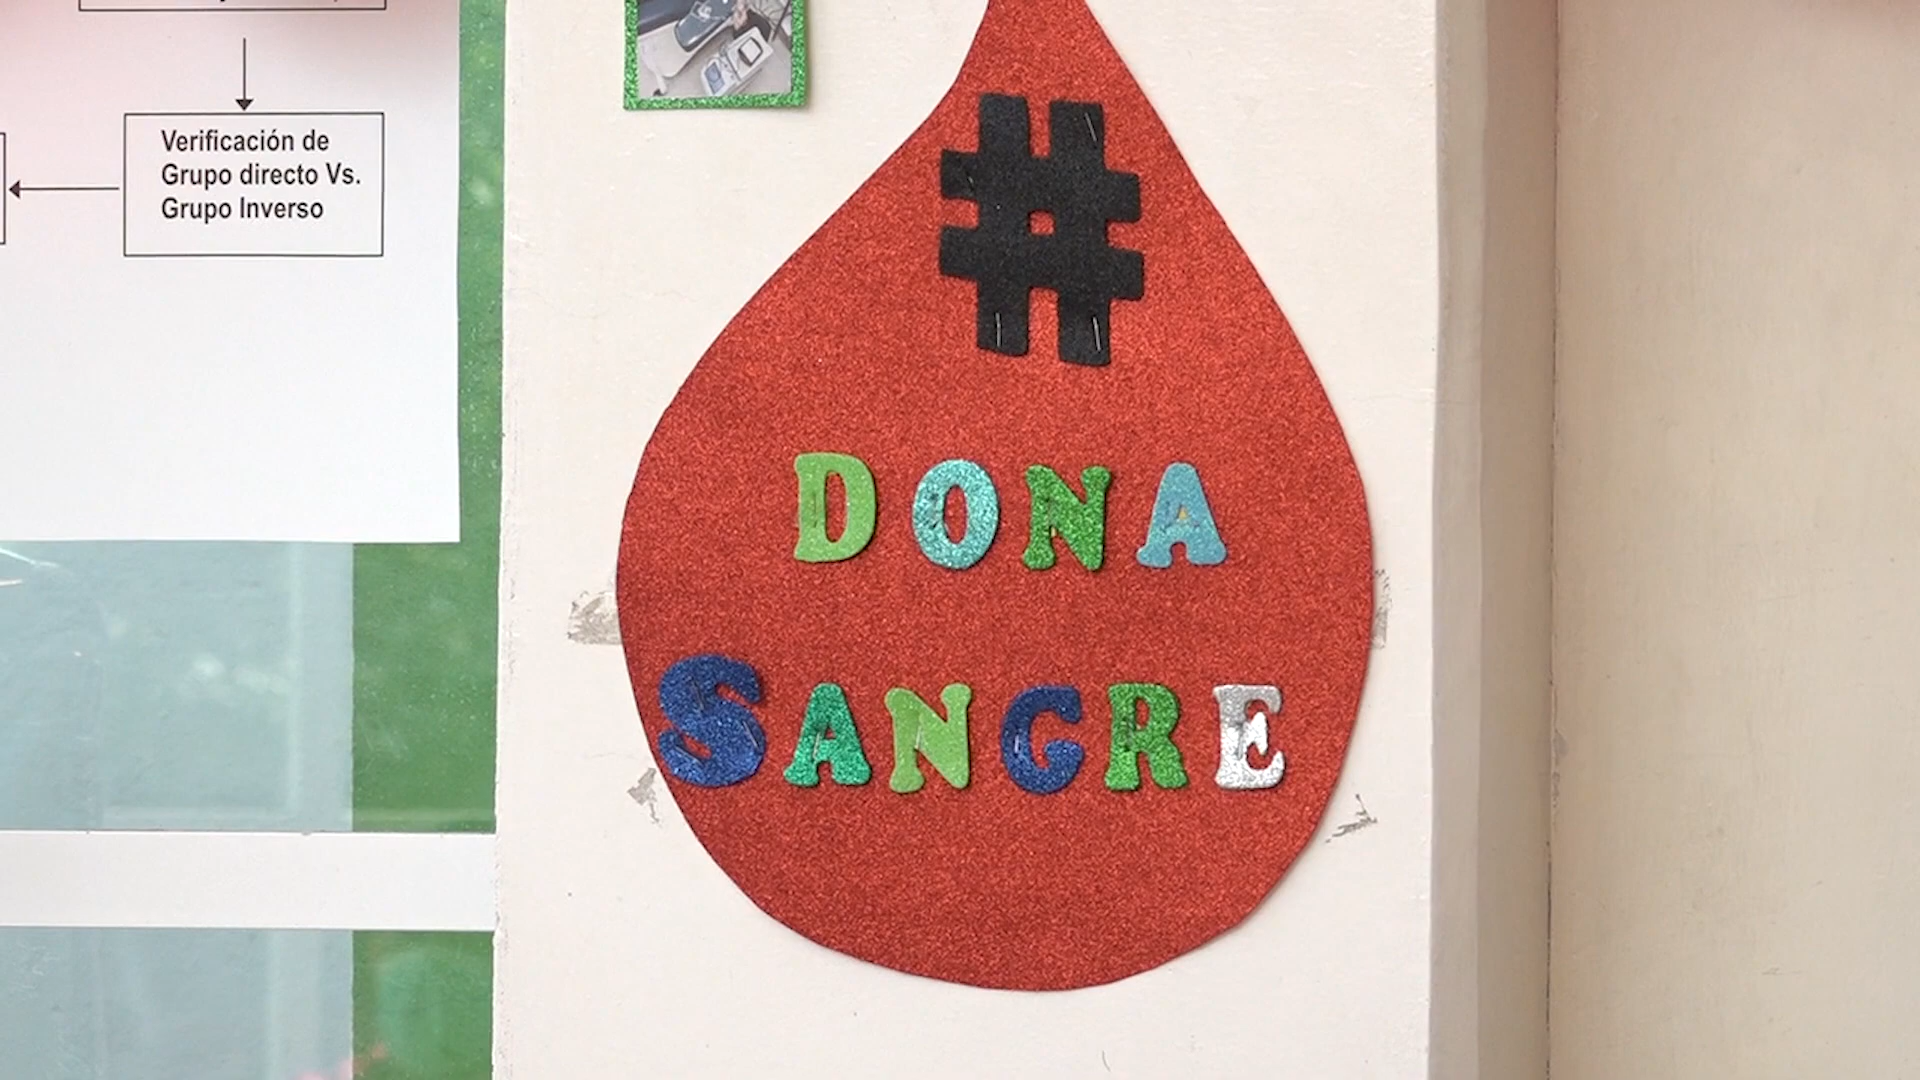 Verificación de
Grupo directo Vs.
Grupo Inverso
#
DONA
SANGRE